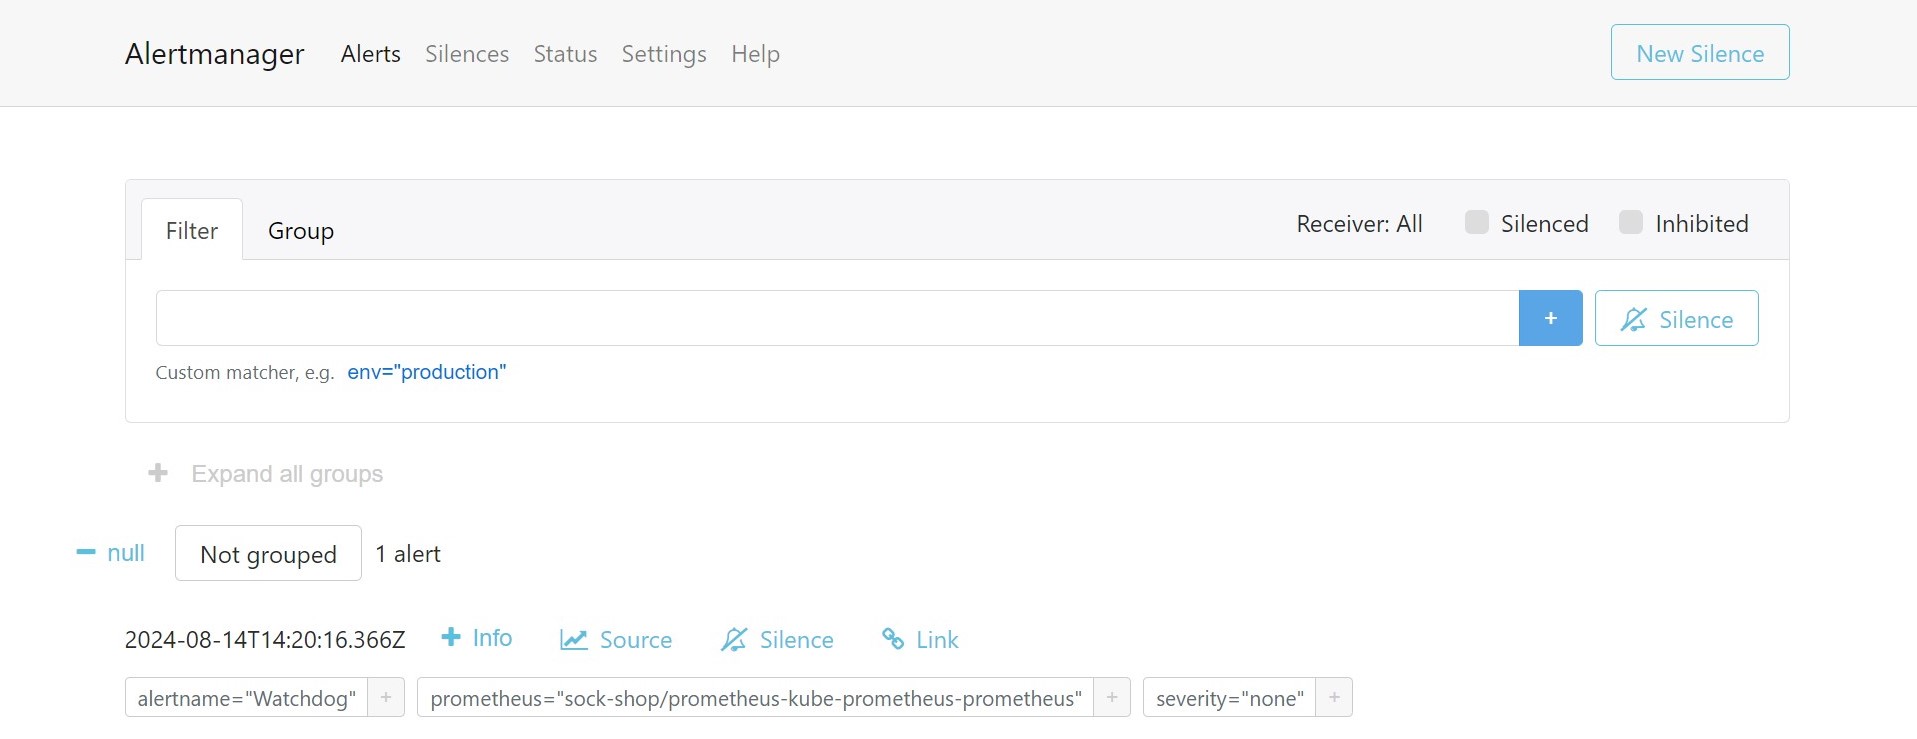 Alertmanager Alerts Silences Status Settings Help New Silence
Filter Group Receiver: All Silenced Inhibited
+ Silence
Custom matcher, e.g. env="production"
+ Expand all groups
− null Not grouped 1 alert
2024-08-14T14:20:16.366Z + Info Source Silence Link
alertname="Watchdog" + prometheus="sock-shop/prometheus-kube-prometheus-prometheus" + severity="none" +